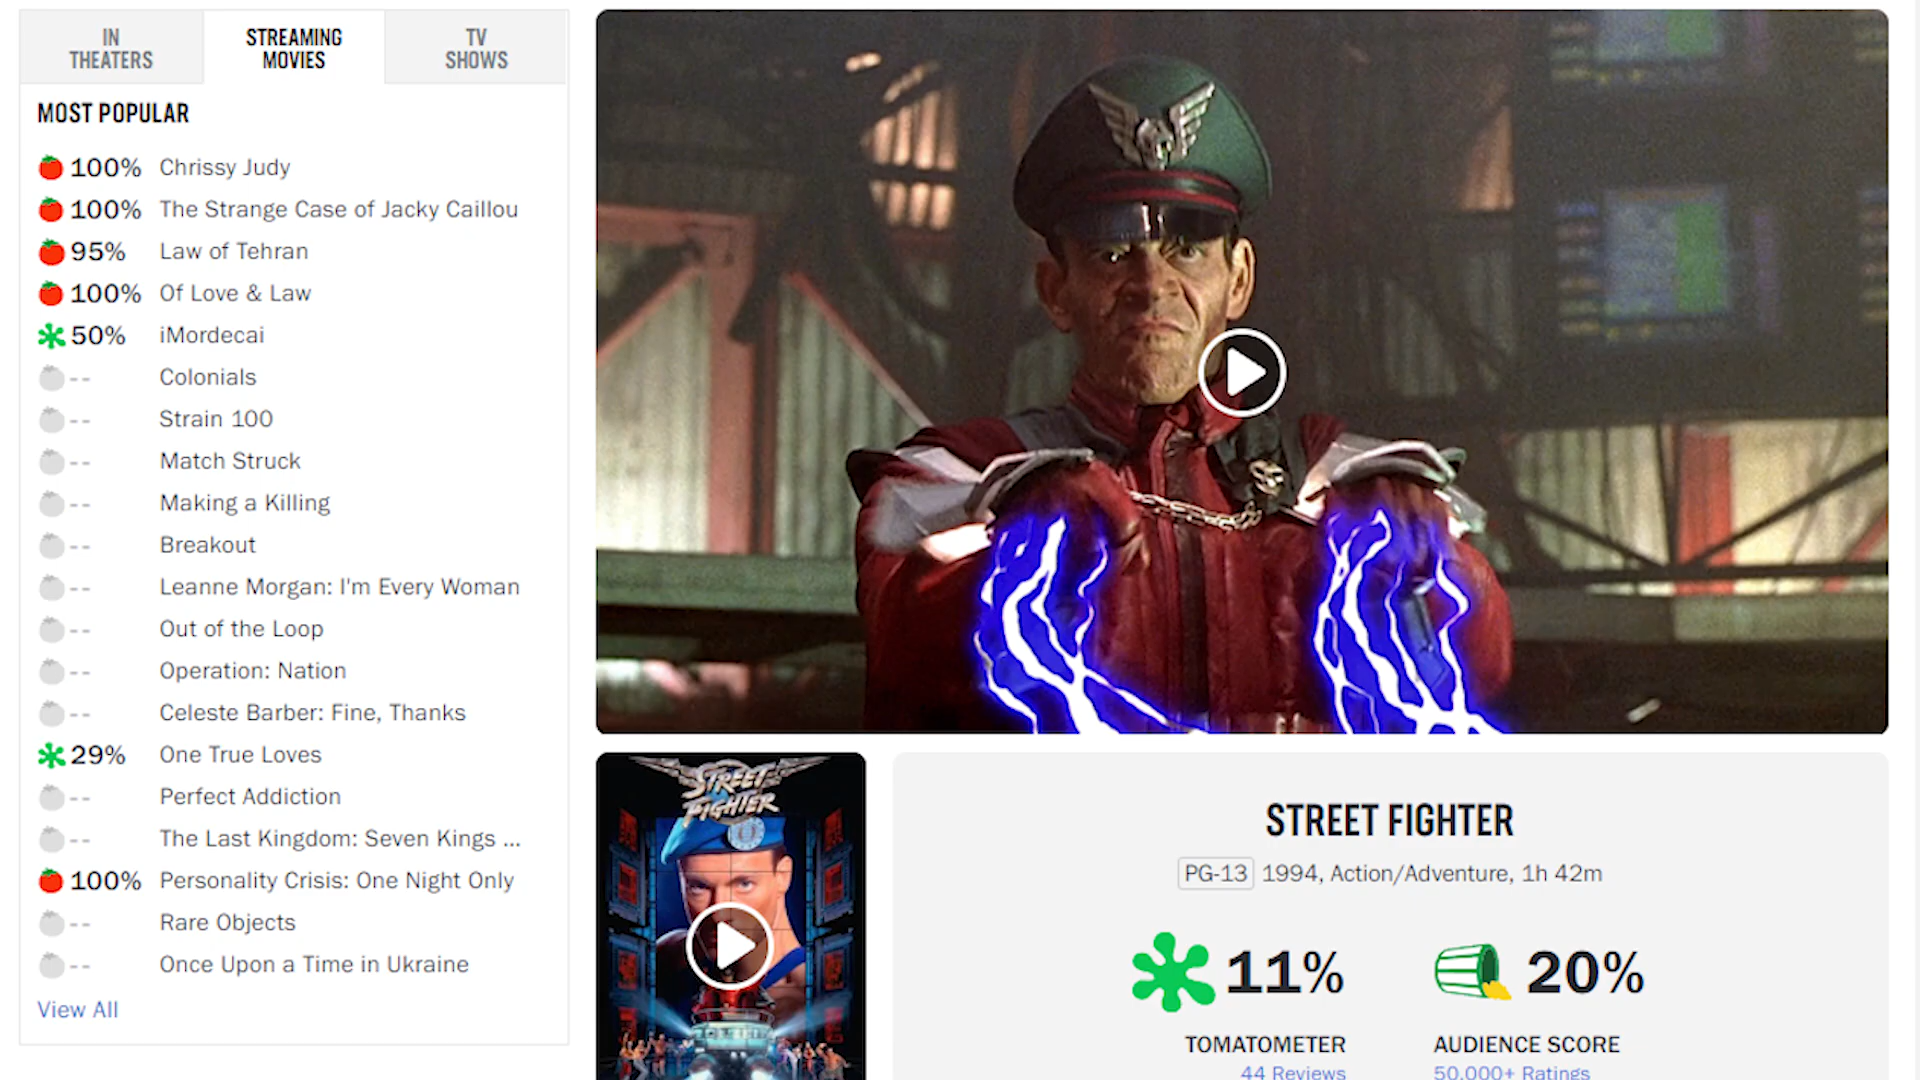 IN
THEATERS
STREAMING
MOVIES
TV
SHOWS
MOST POPULAR
100% Chrissy Judy
100% The Strange Case of Jacky Caillou
95% Law of Tehran
100% Of Love & Law
50% iMordecai
-- Colonials
-- Strain 100
-- Match Struck
-- Making a Killing
-- Breakout
-- Leanne Morgan: I'm Every Woman
-- Out of the Loop
-- Operation: Nation
-- Celeste Barber: Fine, Thanks
29% One True Loves
-- Perfect Addiction
-- The Last Kingdom: Seven Kings ...
100% Personality Crisis: One Night Only
-- Rare Objects
-- Once Upon a Time in Ukraine
View All
STREET
FIGHTER
STREET FIGHTER
PG-13 1994, Action/Adventure, 1h 42m
11% 20%
TOMATOMETER AUDIENCE SCORE
44 Reviews 50,000+ Ratings